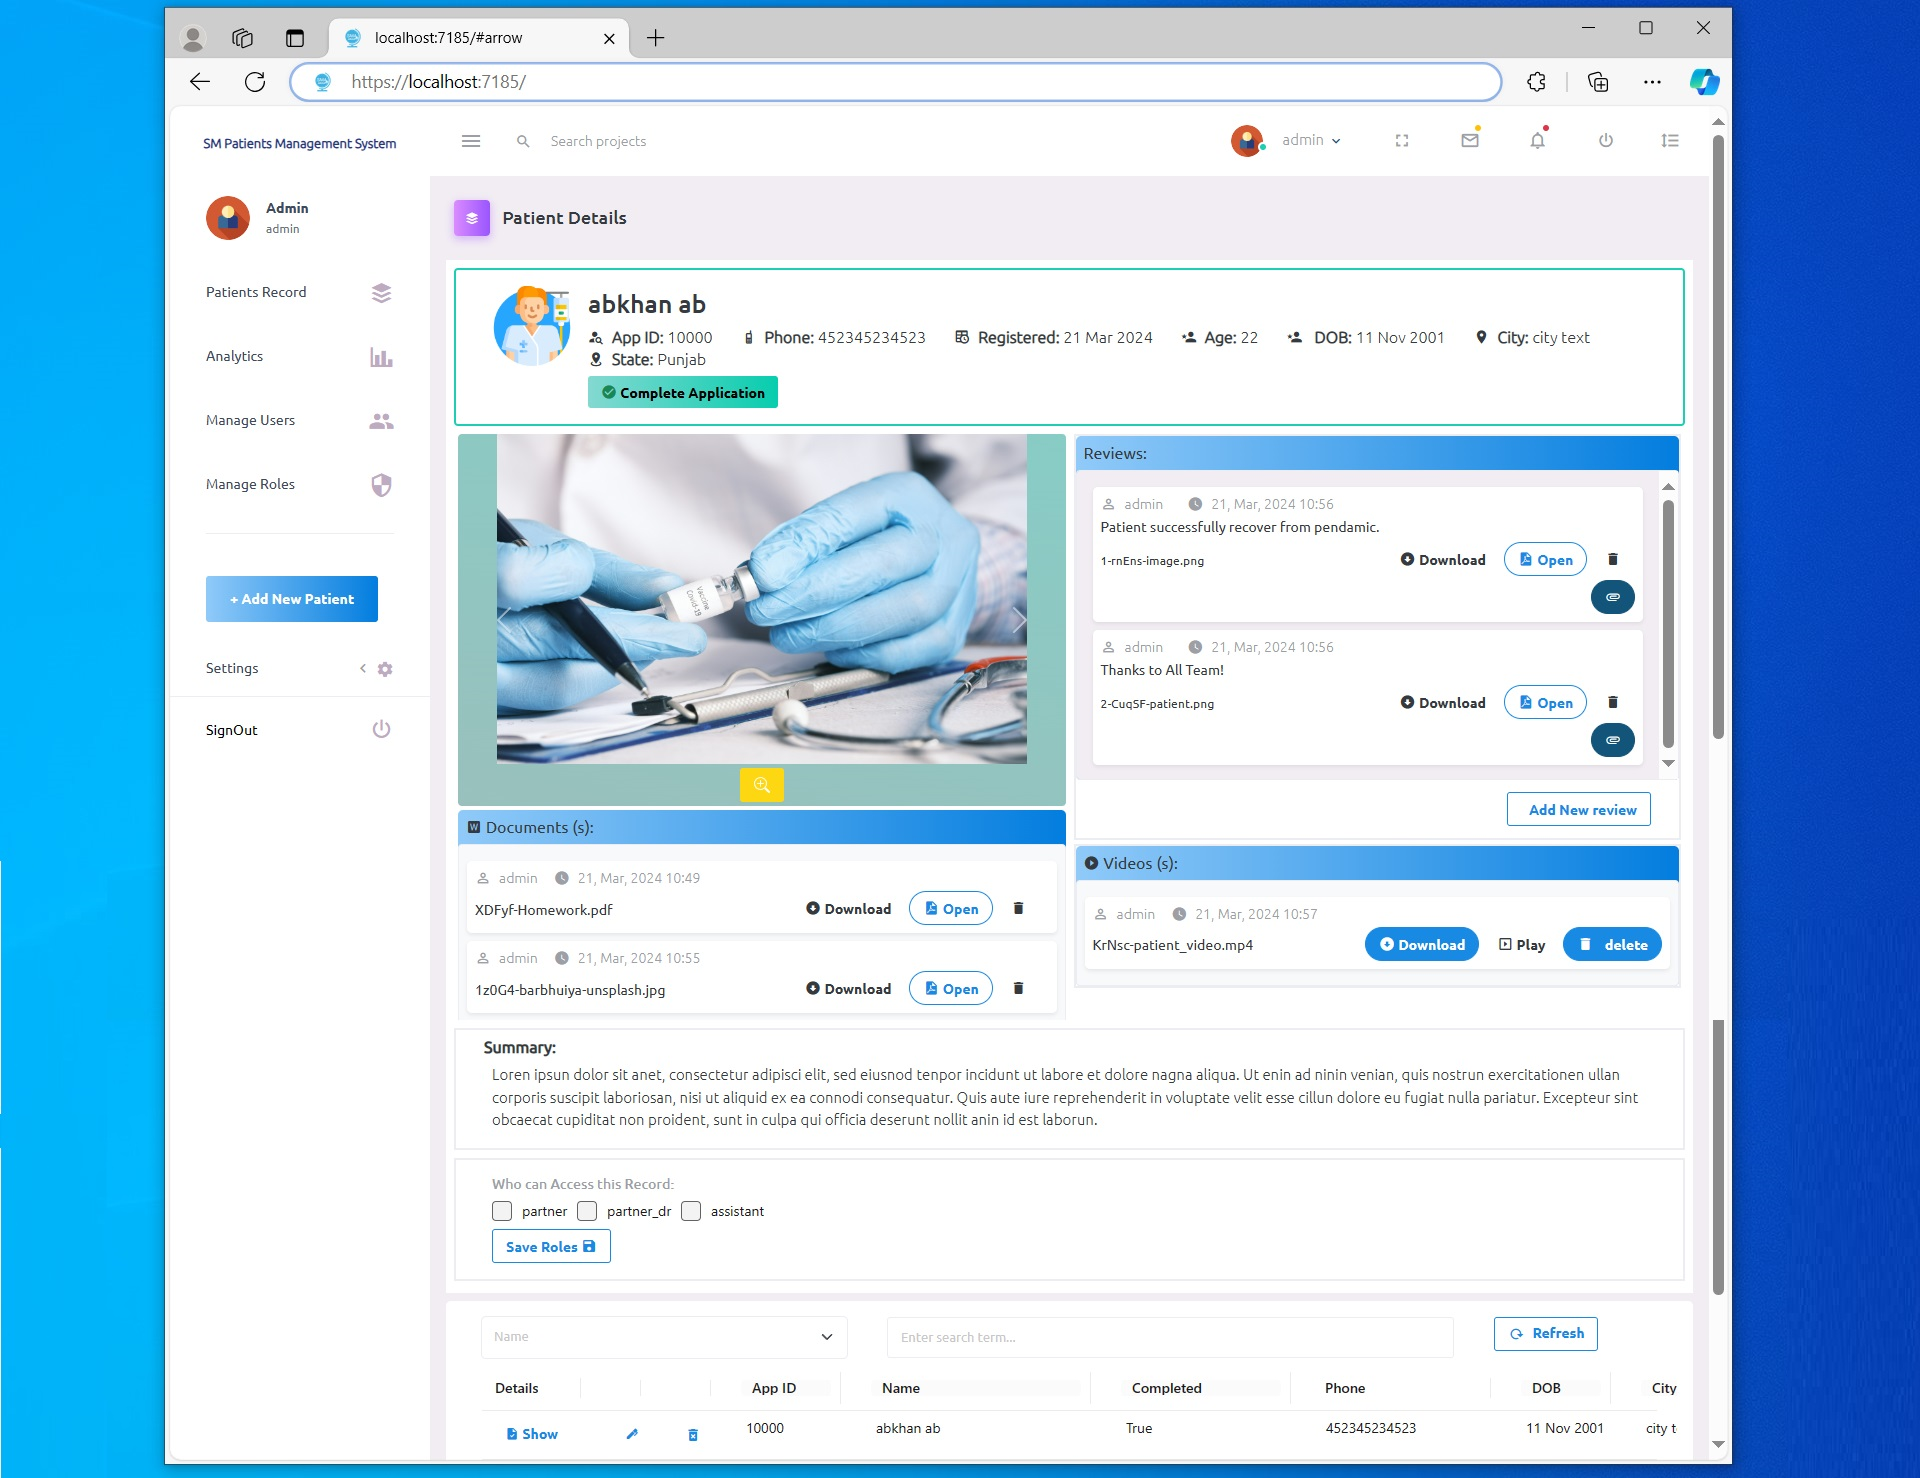 localhost:7185/#arrow
https://localhost:7185/
SM Patients Management System
Search projects
admin
Admin
admin
Patients Record
Analytics
Manage Users
Manage Roles
+ Add New Patient
Settings
SignOut
Patient Details
abkhan ab
App ID: 10000 Phone: 452345234523 Registered: 21 Mar 2024 Age: 22 DOB: 11 Nov 2001 City: city text
State: Punjab
Complete Application
Vaccine
Covid-19
Reviews:
admin 21, Mar, 2024 10:56
Patient successfully recover from pendamic.
1-rnEns-image.png Download Open
admin 21, Mar, 2024 10:56
Thanks to All Team!
2-CuqSF-patient.png Download Open
Add New review
W Documents (s):
admin 21, Mar, 2024 10:49
XDFyf-Homework.pdf Download Open
admin 21, Mar, 2024 10:55
1z0G4-barbhuiya-unsplash.jpg Download Open
Videos (s):
admin 21, Mar, 2024 10:57
KrNsc-patient_video.mp4 Download Play delete
Summary:
Loren ipsun dolor sit anet, consectetur adipisci elit, sed eiusnod tenpor incidunt ut labore et dolore nagna aliqua. Ut enin ad ninin venian, quis nostrun exercitationen ullan
corporis suscipit laboriosan, nisi ut aliquid ex ea connodi consequatur. Quis aute iure reprehenderit in voluptate velit esse cillun dolore eu fugiat nulla pariatur. Excepteur sint
obcaecat cupiditat non proident, sunt in culpa qui officia deserunt nollit anin id est laborun.
Who can Access this Record:
partner partner_dr assistant
Save Roles
Name Enter search term... Refresh
Details App ID Name Completed Phone DOB City
Show 10000 abkhan ab True 452345234523 11 Nov 2001 city t